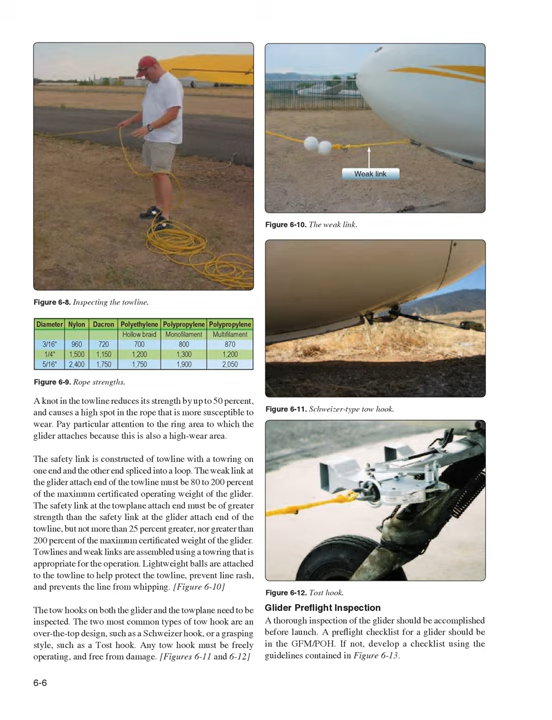 Figure 6-8. Inspecting the towline.
Diameter Nylon Dacron Polyethylene Polypropylene Polypropylene
Hollow braid Monofilament Multifilament
3/16" 960 720 700 800 870
1/4" 1,500 1,150 1,200 1,300 1,200
5/16" 2,400 1,750 1,750 1,900 2,050
Figure 6-9. Rope strengths.
A knot in the towline reduces its strength by up to 50 percent,
and causes a high spot in the rope that is more susceptible to
wear. Pay particular attention to the ring area to which the
glider attaches because this is also a high-wear area.
The safety link is constructed of towline with a towring on
one end and the other end spliced into a loop. The weak link at
the glider attach end of the towline must be 80 to 200 percent
of the maximum certificated operating weight of the glider.
The safety link at the towplane attach end must be of greater
strength than the safety link at the glider attach end of the
towline, but not more than 25 percent greater, nor greater than
200 percent of the maximum certificated weight of the glider.
Towlines and weak links are assembled using a towring that is
appropriate for the operation. Lightweight balls are attached
to the towline to help protect the towline, prevent line rash,
and prevents the line from whipping. [Figure 6-10]
The tow hooks on both the glider and the towplane need to be
inspected. The two most common types of tow hook are an
over-the-top design, such as a Schweizer hook, or a grasping
style, such as a Tost hook. Any tow hook must be freely
operating, and free from damage. [Figures 6-11 and 6-12]
Weak link
Figure 6-10. The weak link.
Figure 6-11. Schweizer-type tow hook.
Figure 6-12. Tost hook.
Glider Preflight Inspection
A thorough inspection of the glider should be accomplished
before launch. A preflight checklist for a glider should be
in the GFM/POH. If not, develop a checklist using the
guidelines contained in Figure 6-13.
6-6